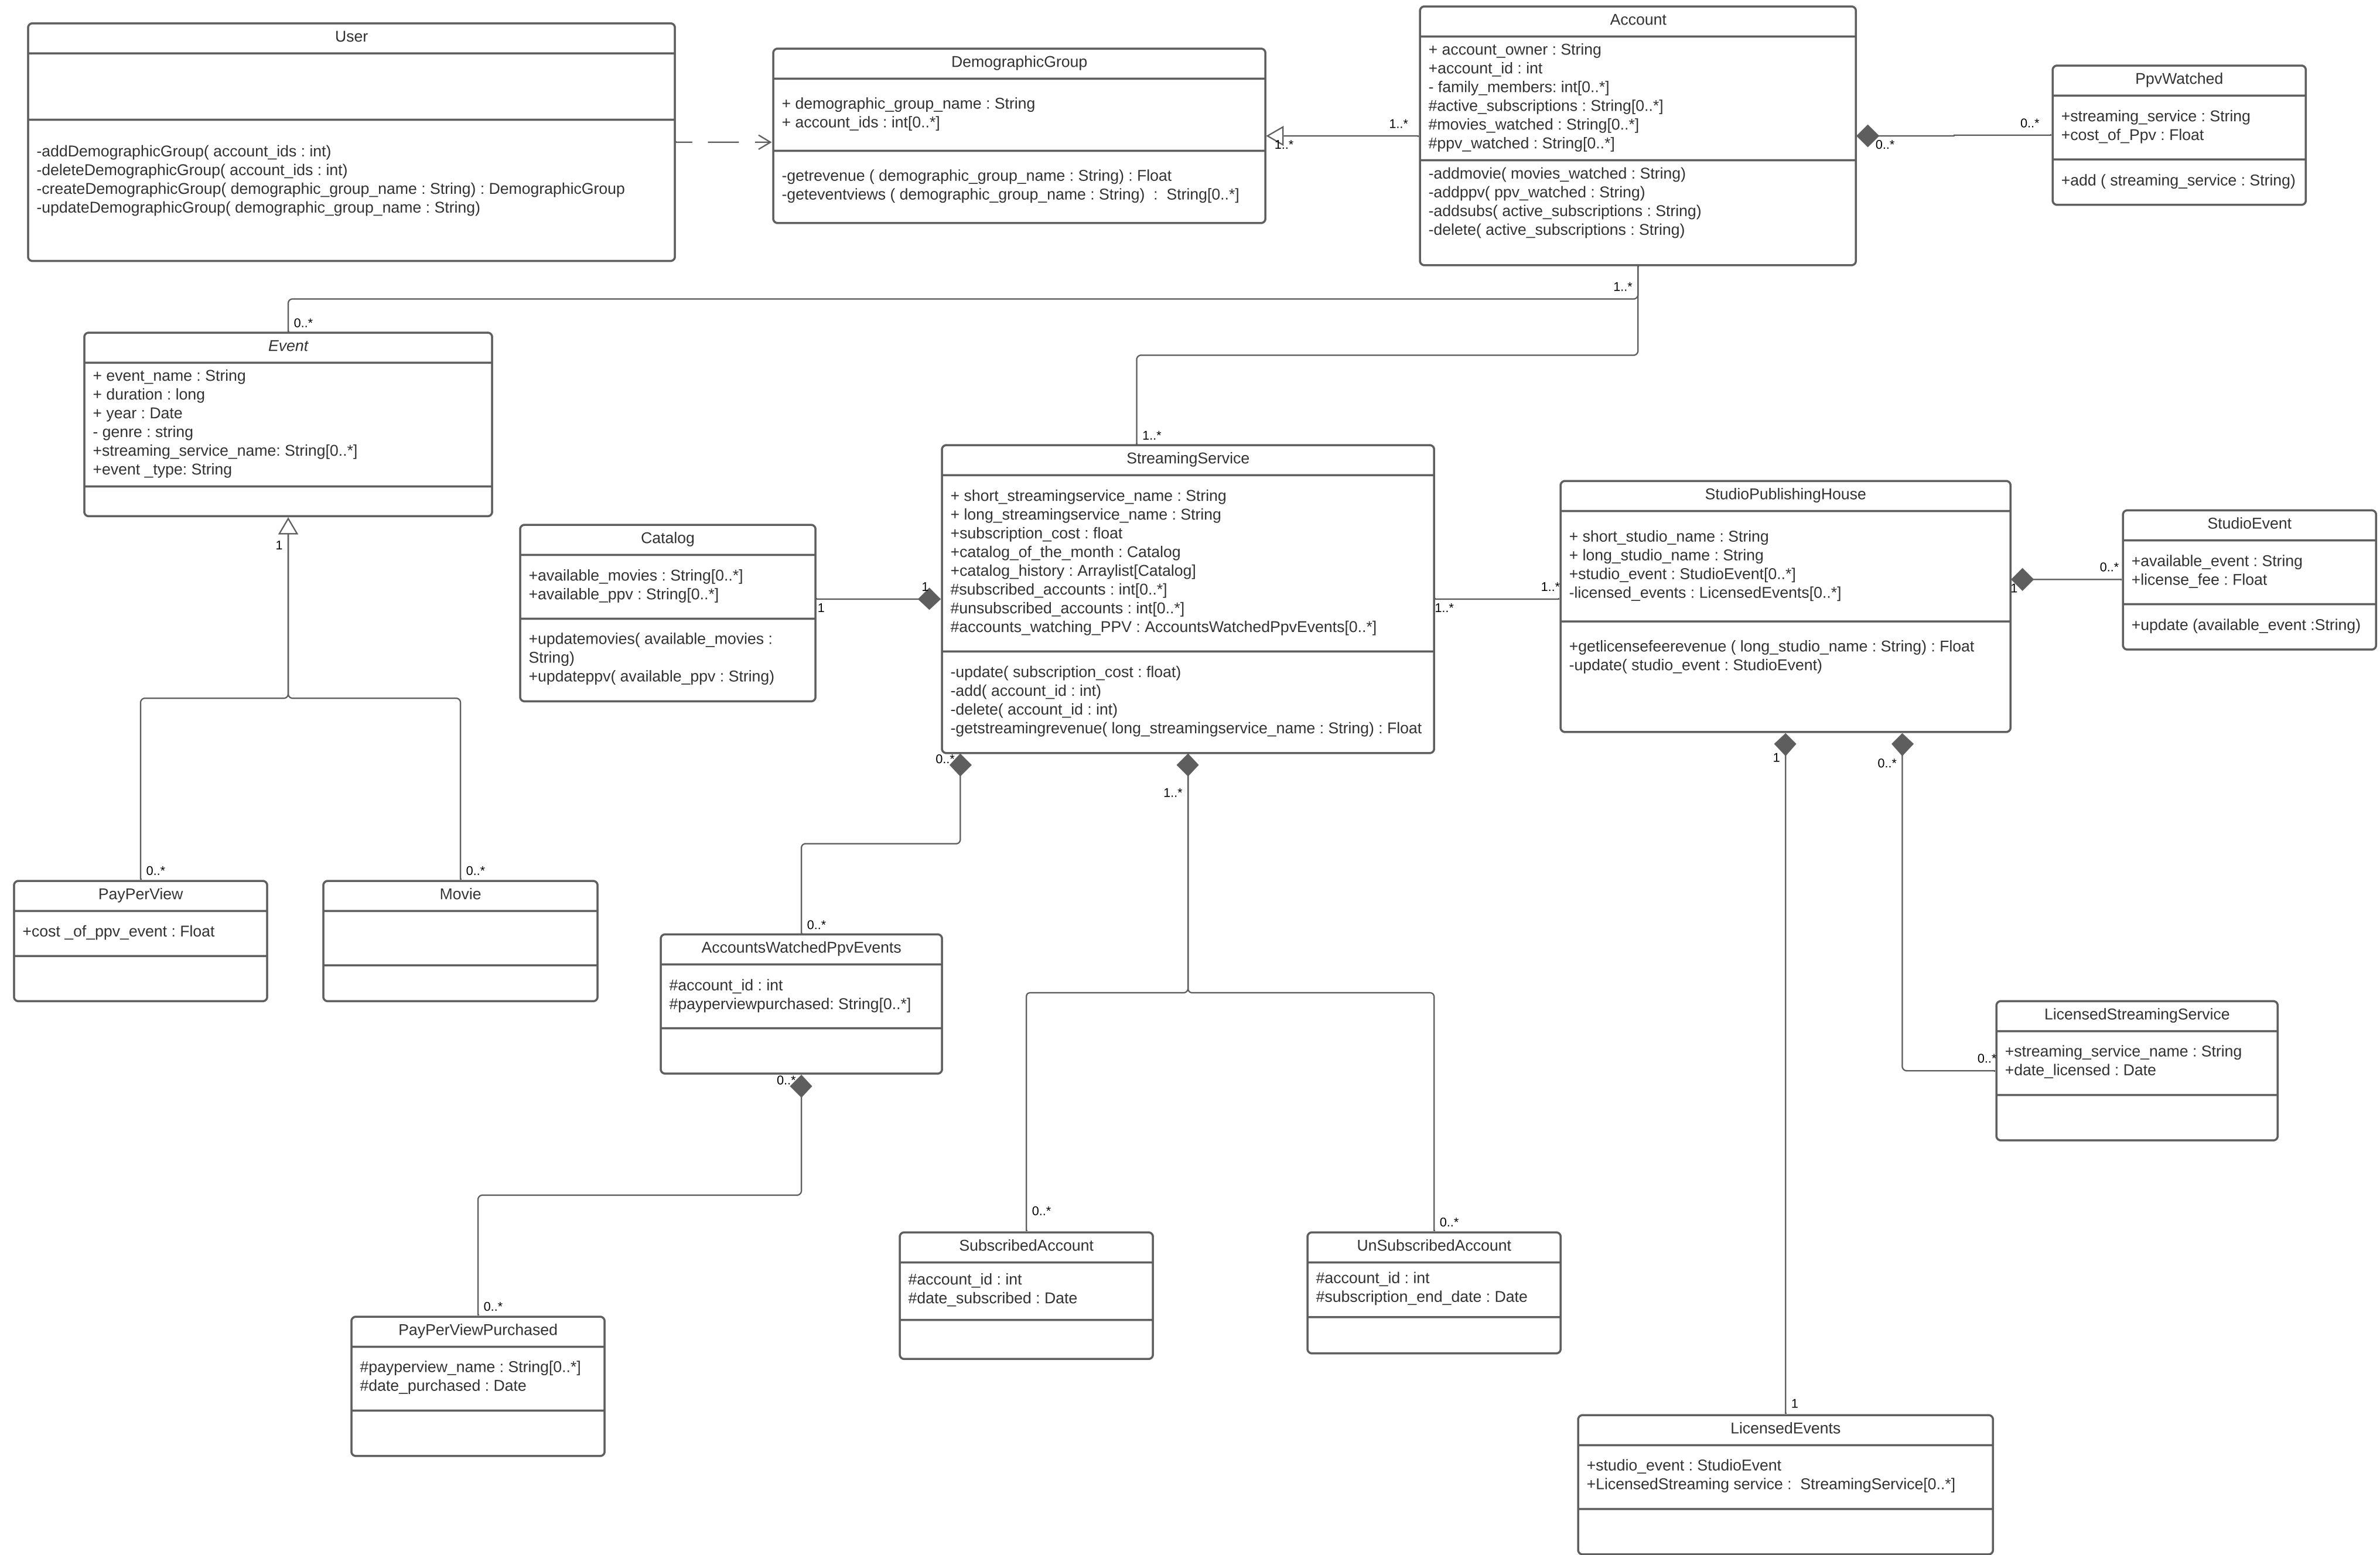 User
-addDemographicGroup( account_ids : int)
-deleteDemographicGroup( account_ids : int)
-createDemographicGroup( demographic_group_name : String) : DemographicGroup
-updateDemographicGroup( demographic_group_name : String)
DemographicGroup
+ demographic_group_name : String
+ account_ids : int[0..*]
-getrevenue ( demographic_group_name : String) : Float
-geteventviews ( demographic_group_name : String)  :  String[0..*]
1..*
1..*
Account
+ account_owner : String
+account_id : int
- family_members: int[0..*]
#active_subscriptions : String[0..*]
#movies_watched : String[0..*]
#ppv_watched : String[0..*]
-addmovie( movies_watched : String)
-addppv( ppv_watched : String)
-addsubs( active_subscriptions : String)
-delete( active_subscriptions : String)
0..*
0..*
PpvWatched
+streaming_service : String
+cost_of_Ppv : Float
+add ( streaming_service : String)
1..*
0..*
Event
+ event_name : String
+ duration : long
+ year : Date
- genre : string
+streaming_service_name: String[0..*]
+event _type: String
1
1..*
StreamingService
+ short_streamingservice_name : String
+ long_streamingservice_name : String
+subscription_cost : float
+catalog_of_the_month : Catalog
+catalog_history : Arraylist[Catalog]
#subscribed_accounts : int[0..*]
#unsubscribed_accounts : int[0..*]
#accounts_watching_PPV : AccountsWatchedPpvEvents[0..*]
-update( subscription_cost : float)
-add( account_id : int)
-delete( account_id : int)
-getstreamingrevenue( long_streamingservice_name : String) : Float
Catalog
+available_movies : String[0..*]
+available_ppv : String[0..*]
+updatemovies( available_movies :
String)
+updateppv( available_ppv : String)
1
1
1..*
1..*
StudioPublishingHouse
+ short_studio_name : String
+ long_studio_name : String
+studio_event : StudioEvent[0..*]
-licensed_events : LicensedEvents[0..*]
+getlicensefeerevenue ( long_studio_name : String) : Float
-update( studio_event : StudioEvent)
1
0..*
StudioEvent
+available_event : String
+license_fee : Float
+update (available_event :String)
0..*
1..*
1
0..*
0..*
PayPerView
+cost _of_ppv_event : Float
0..*
Movie
0..*
AccountsWatchedPpvEvents
#account_id : int
#payperviewpurchased: String[0..*]
0..*
0..*
LicensedStreamingService
+streaming_service_name : String
+date_licensed : Date
0..*
SubscribedAccount
#account_id : int
#date_subscribed : Date
0..*
UnSubscribedAccount
#account_id : int
#subscription_end_date : Date
0..*
PayPerViewPurchased
#payperview_name : String[0..*]
#date_purchased : Date
1
LicensedEvents
+studio_event : StudioEvent
+LicensedStreaming service :  StreamingService[0..*]